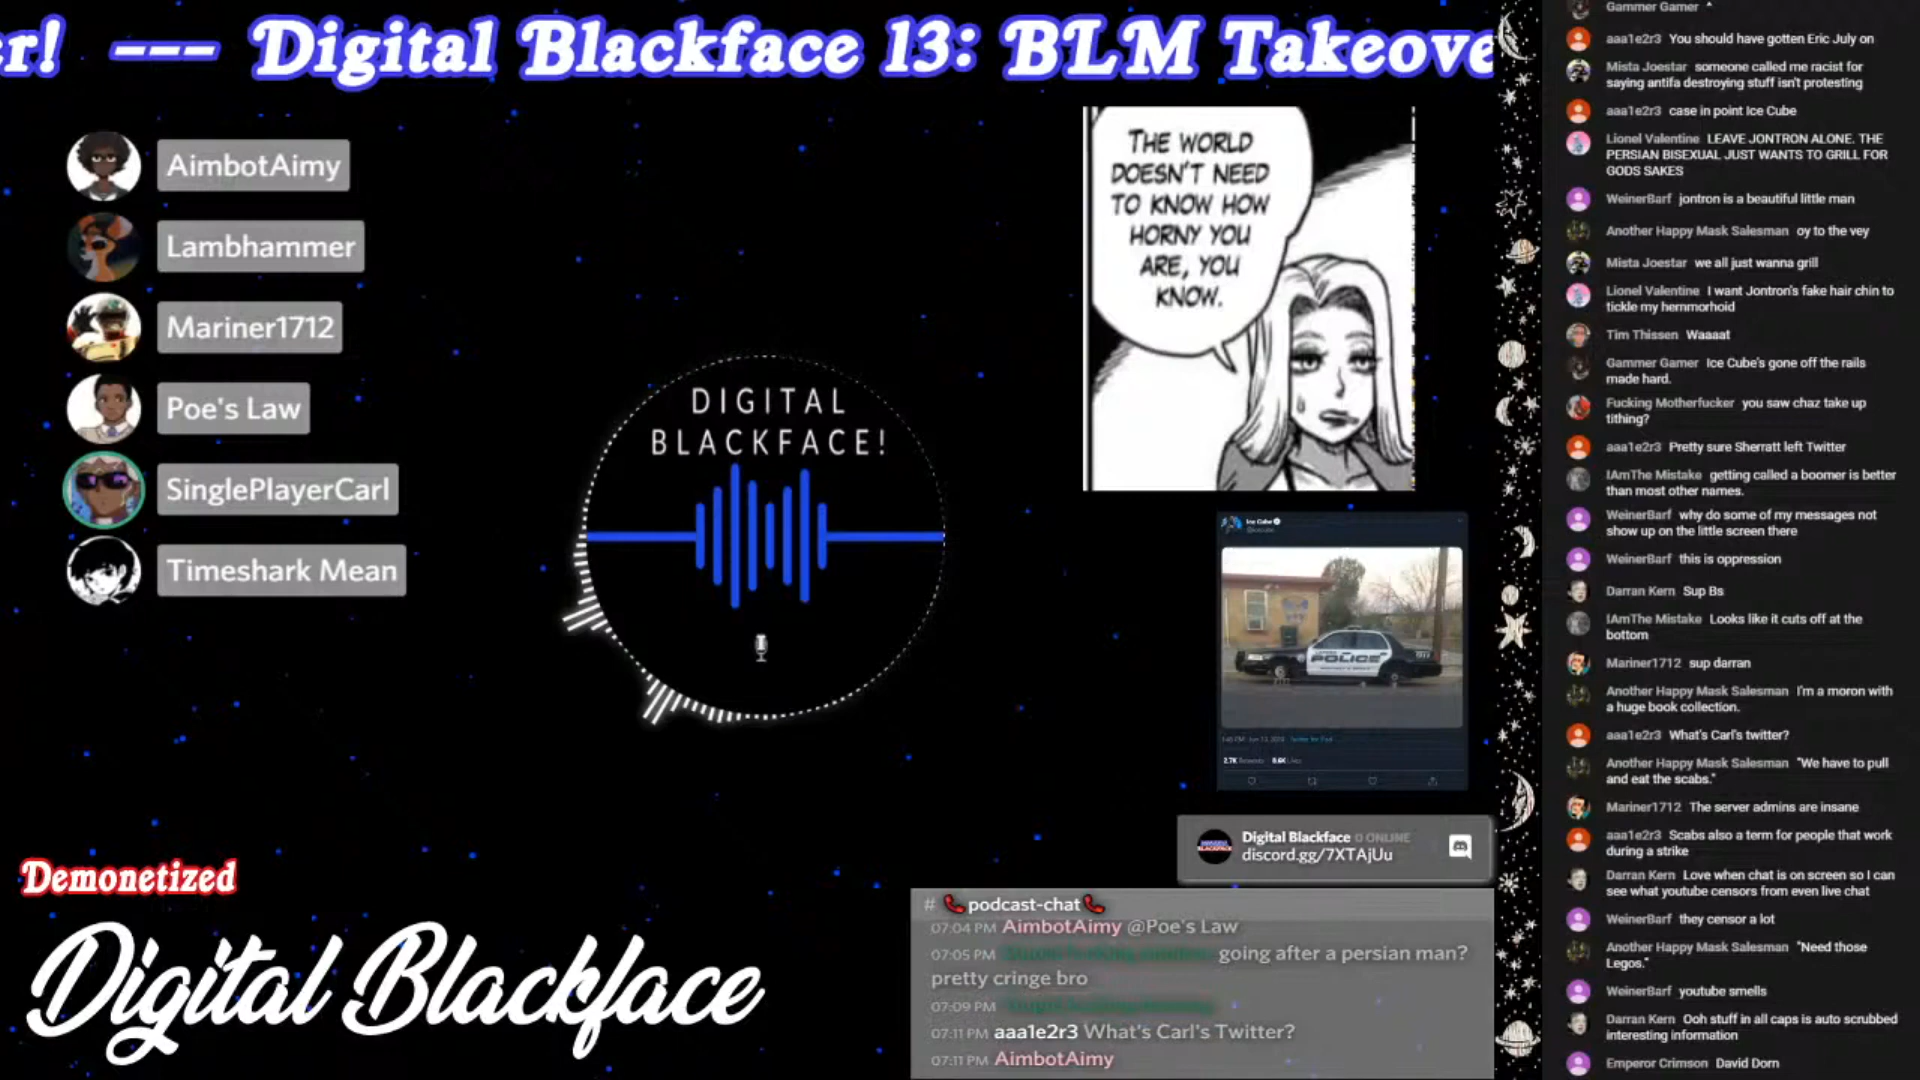 r! --- Digital Blackface 13: BLM Takeove
AimbotAimy
Lambhammer
Mariner1712
Poe's Law
SinglePlayerCarl
Timeshark Mean
DIGITAL
BLACKFACE!
THE WORLD
DOESN'T NEED
TO KNOW HOW
HORNY YOU
ARE, YOU
KNOW.
Ice Cube
POLICE
2.7K 8.6K
Digital Blackface 0 ONLINE
discord.gg/7XTAjUu
# podcast-chat
07:04 PM AimbotAimy @Poe's Law
07:05 PM going after a persian man?
pretty cringe bro
07:09 PM
07:11 PM aaa1e2r3 What's Carl's Twitter?
07:11 PM AimbotAimy
Demonetized
Digital Blackface
Gammer Gamer ^
aaa1e2r3 You should have gotten Eric July on
Mista Joestar someone called me racist for
saying antifa destroying stuff isn't protesting
aaa1e2r3 case in point Ice Cube
Lionel Valentine LEAVE JONTRON ALONE. THE
PERSIAN BISEXUAL JUST WANTS TO GRILL FOR
GODS SAKES
WeinerBarf jontron is a beautiful little man
Another Happy Mask Salesman oy to the vey
Mista Joestar we all just wanna grill
Lionel Valentine I want Jontron's fake hair chin to
tickle my hemmorhoid
Tim Thissen Waaaat
Gammer Gamer Ice Cube's gone off the rails
made hard.
Fucking Motherfucker you saw chaz take up
tithing?
aaa1e2r3 Pretty sure Sherratt left Twitter
IAmThe Mistake getting called a boomer is better
than most other names.
WeinerBarf why do some of my messages not
show up on the little screen there
WeinerBarf this is oppression
Darran Kern Sup Bs
IAmThe Mistake Looks like it cuts off at the
bottom
Mariner1712 sup darran
Another Happy Mask Salesman I'm a moron with
a huge book collection.
aaa1e2r3 What's Carl's twitter?
Another Happy Mask Salesman "We have to pull
and eat the scabs."
Mariner1712 The server admins are insane
aaa1e2r3 Scabs also a term for people that work
during a strike
Darran Kern Love when chat is on screen so I can
see what youtube censors from even live chat
WeinerBarf they censor a lot
Another Happy Mask Salesman "Need those
Legos."
WeinerBarf youtube smells
Darran Kern Ooh stuff in all caps is auto scrubbed
interesting information
Emperor Crimson David Dorn